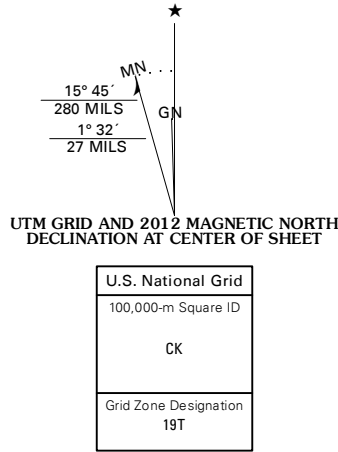 ★
MN
15° 45´
280 MILS
GN
1° 32´
27 MILS
UTM GRID AND 2012 MAGNETIC NORTH
DECLINATION AT CENTER OF SHEET
U.S. National Grid
100,000-m Square ID
CK
Grid Zone Designation
19T